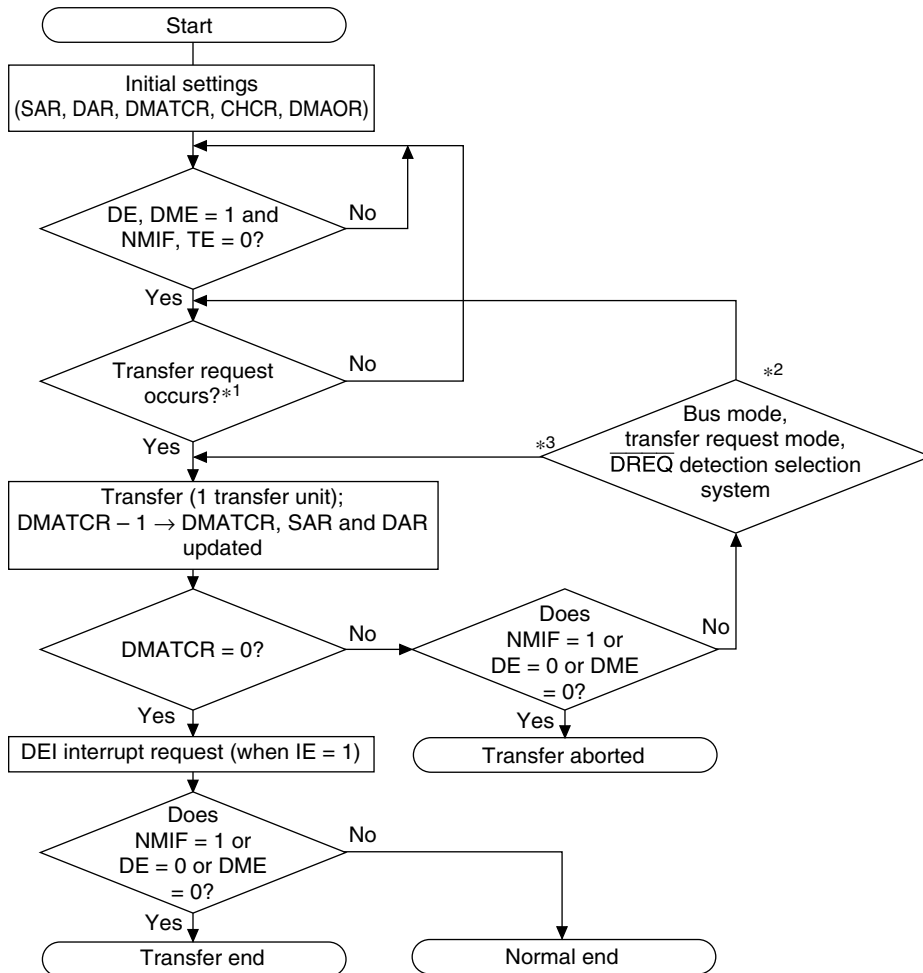 Start
Initial settings
(SAR, DAR, DMATCR, CHCR, DMAOR)
DE, DME = 1 and
NMIF, TE = 0?
No
Yes
Transfer request
occurs?*1
No
Yes
*2
Bus mode,
transfer request mode,
DREQ detection selection
system
*3
Transfer (1 transfer unit);
DMATCR – 1 → DMATCR, SAR and DAR
updated
DMATCR = 0?
No
Yes
Does
NMIF = 1 or
DE = 0 or DME
= 0?
No
Yes
Transfer aborted
DEI interrupt request (when IE = 1)
Does
NMIF = 1 or
DE = 0 or DME
= 0?
No
Yes
Transfer end
Normal end